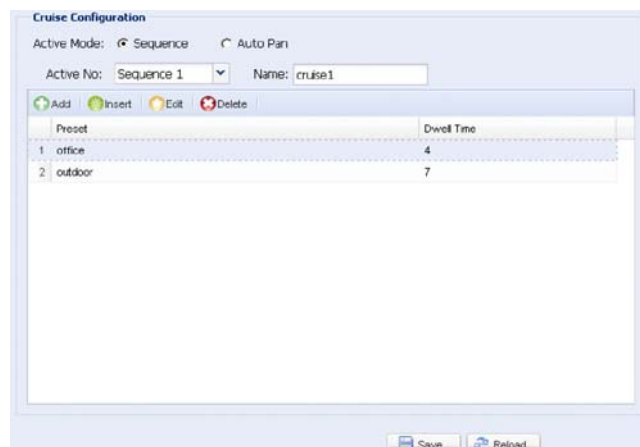 Cruise Configuration
Active Mode: Sequence Auto Pan
Active No: Sequence 1 Name: cruise1
Add Insert Edit Delete
Preset Dwell Time
1 office 4
2 outdoor 7
Save Reload